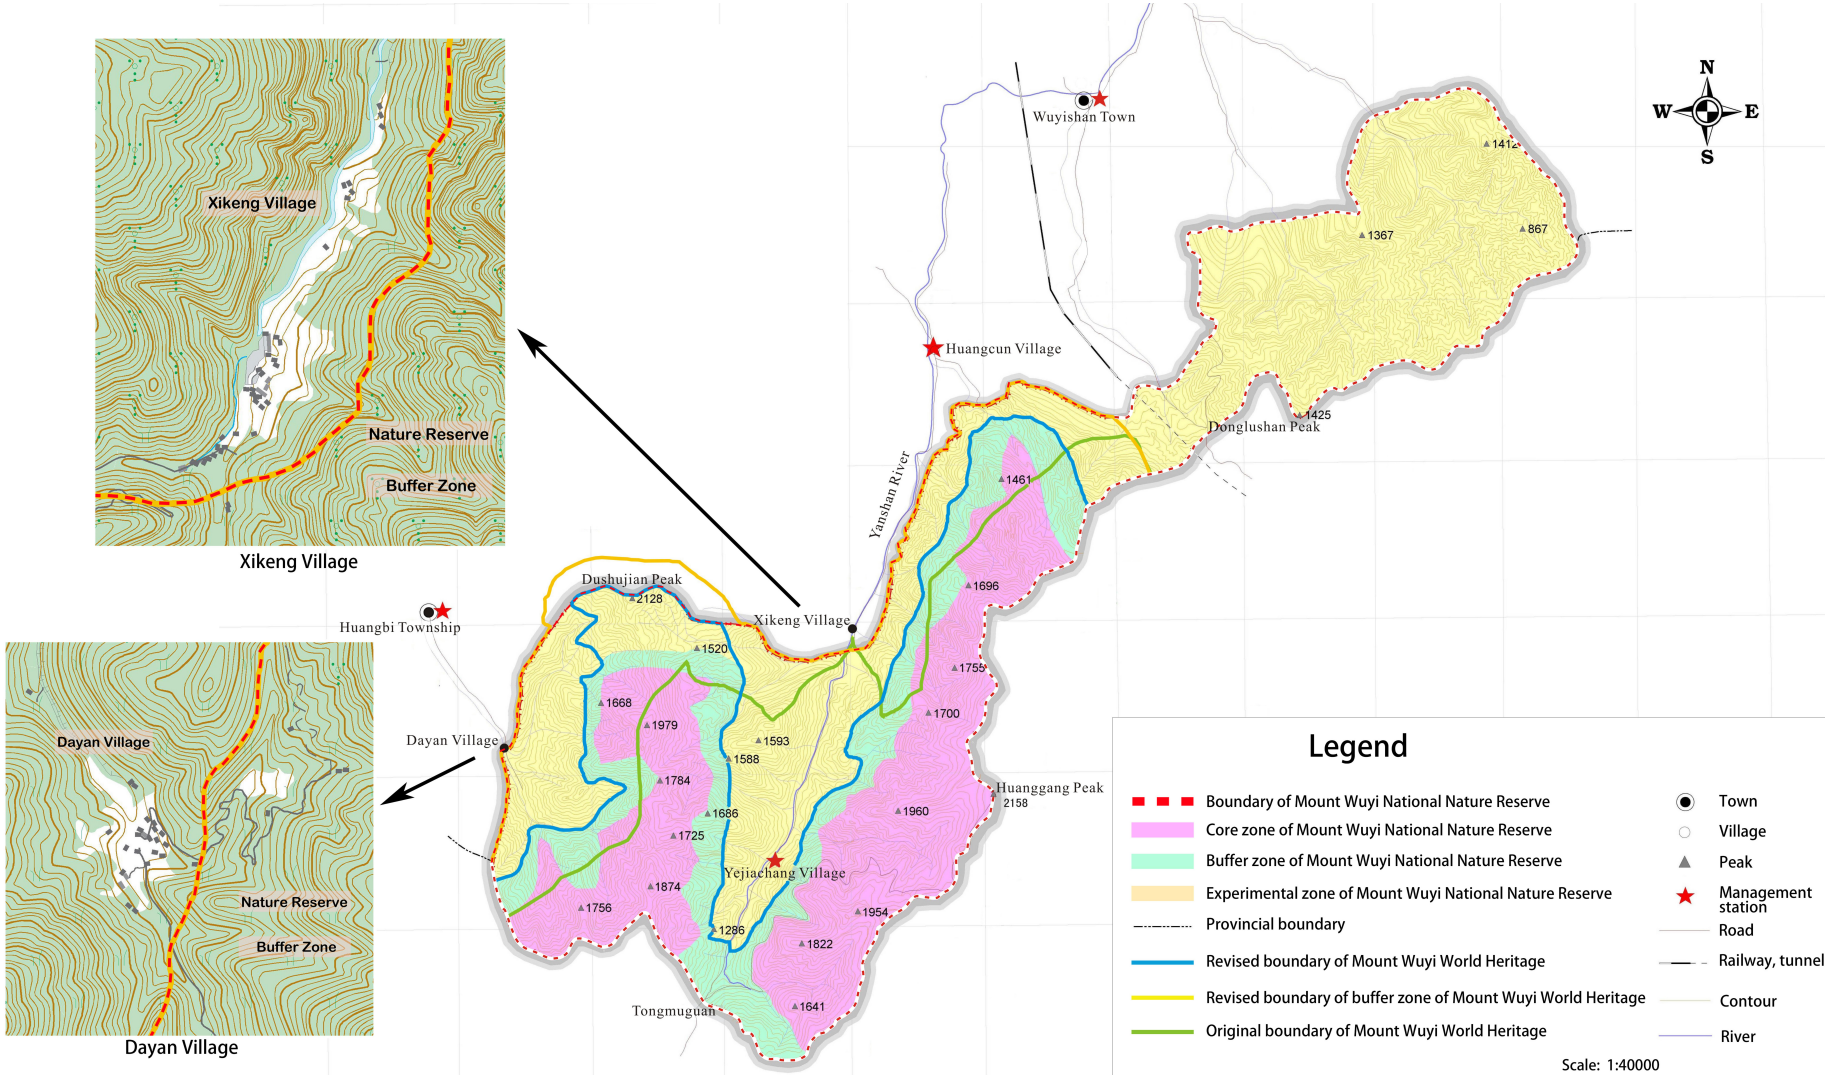 N
W
E
S
Wuyishan Town
1412
1367
867
Xikeng Village
Huangcun Village
1425
Donglushan Peak
Nature Reserve
Buffer Zone
Xikeng Village
Yanshan River
1461
Dushujian Peak
2128
1696
Huangbi Township
Xikeng Village
1520
1755
1668
1700
1979
Dayan Village
1593
1588
Dayan Village
1784
Huanggang Peak
2158
1686
1960
1725
Yejiachang Village
1874
Nature Reserve
1756
1954
1286
Buffer Zone
1822
1641
Tongmuguan
Dayan Village
Legend
Boundary of Mount Wuyi National Nature Reserve
Core zone of Mount Wuyi National Nature Reserve
Buffer zone of Mount Wuyi National Nature Reserve
Experimental zone of Mount Wuyi National Nature Reserve
Provincial boundary
Revised boundary of Mount Wuyi World Heritage
Revised boundary of buffer zone of Mount Wuyi World Heritage
Original boundary of Mount Wuyi World Heritage
Town
Village
Peak
Management
station
Road
Railway, tunnel
Contour
River
Scale: 1:40000